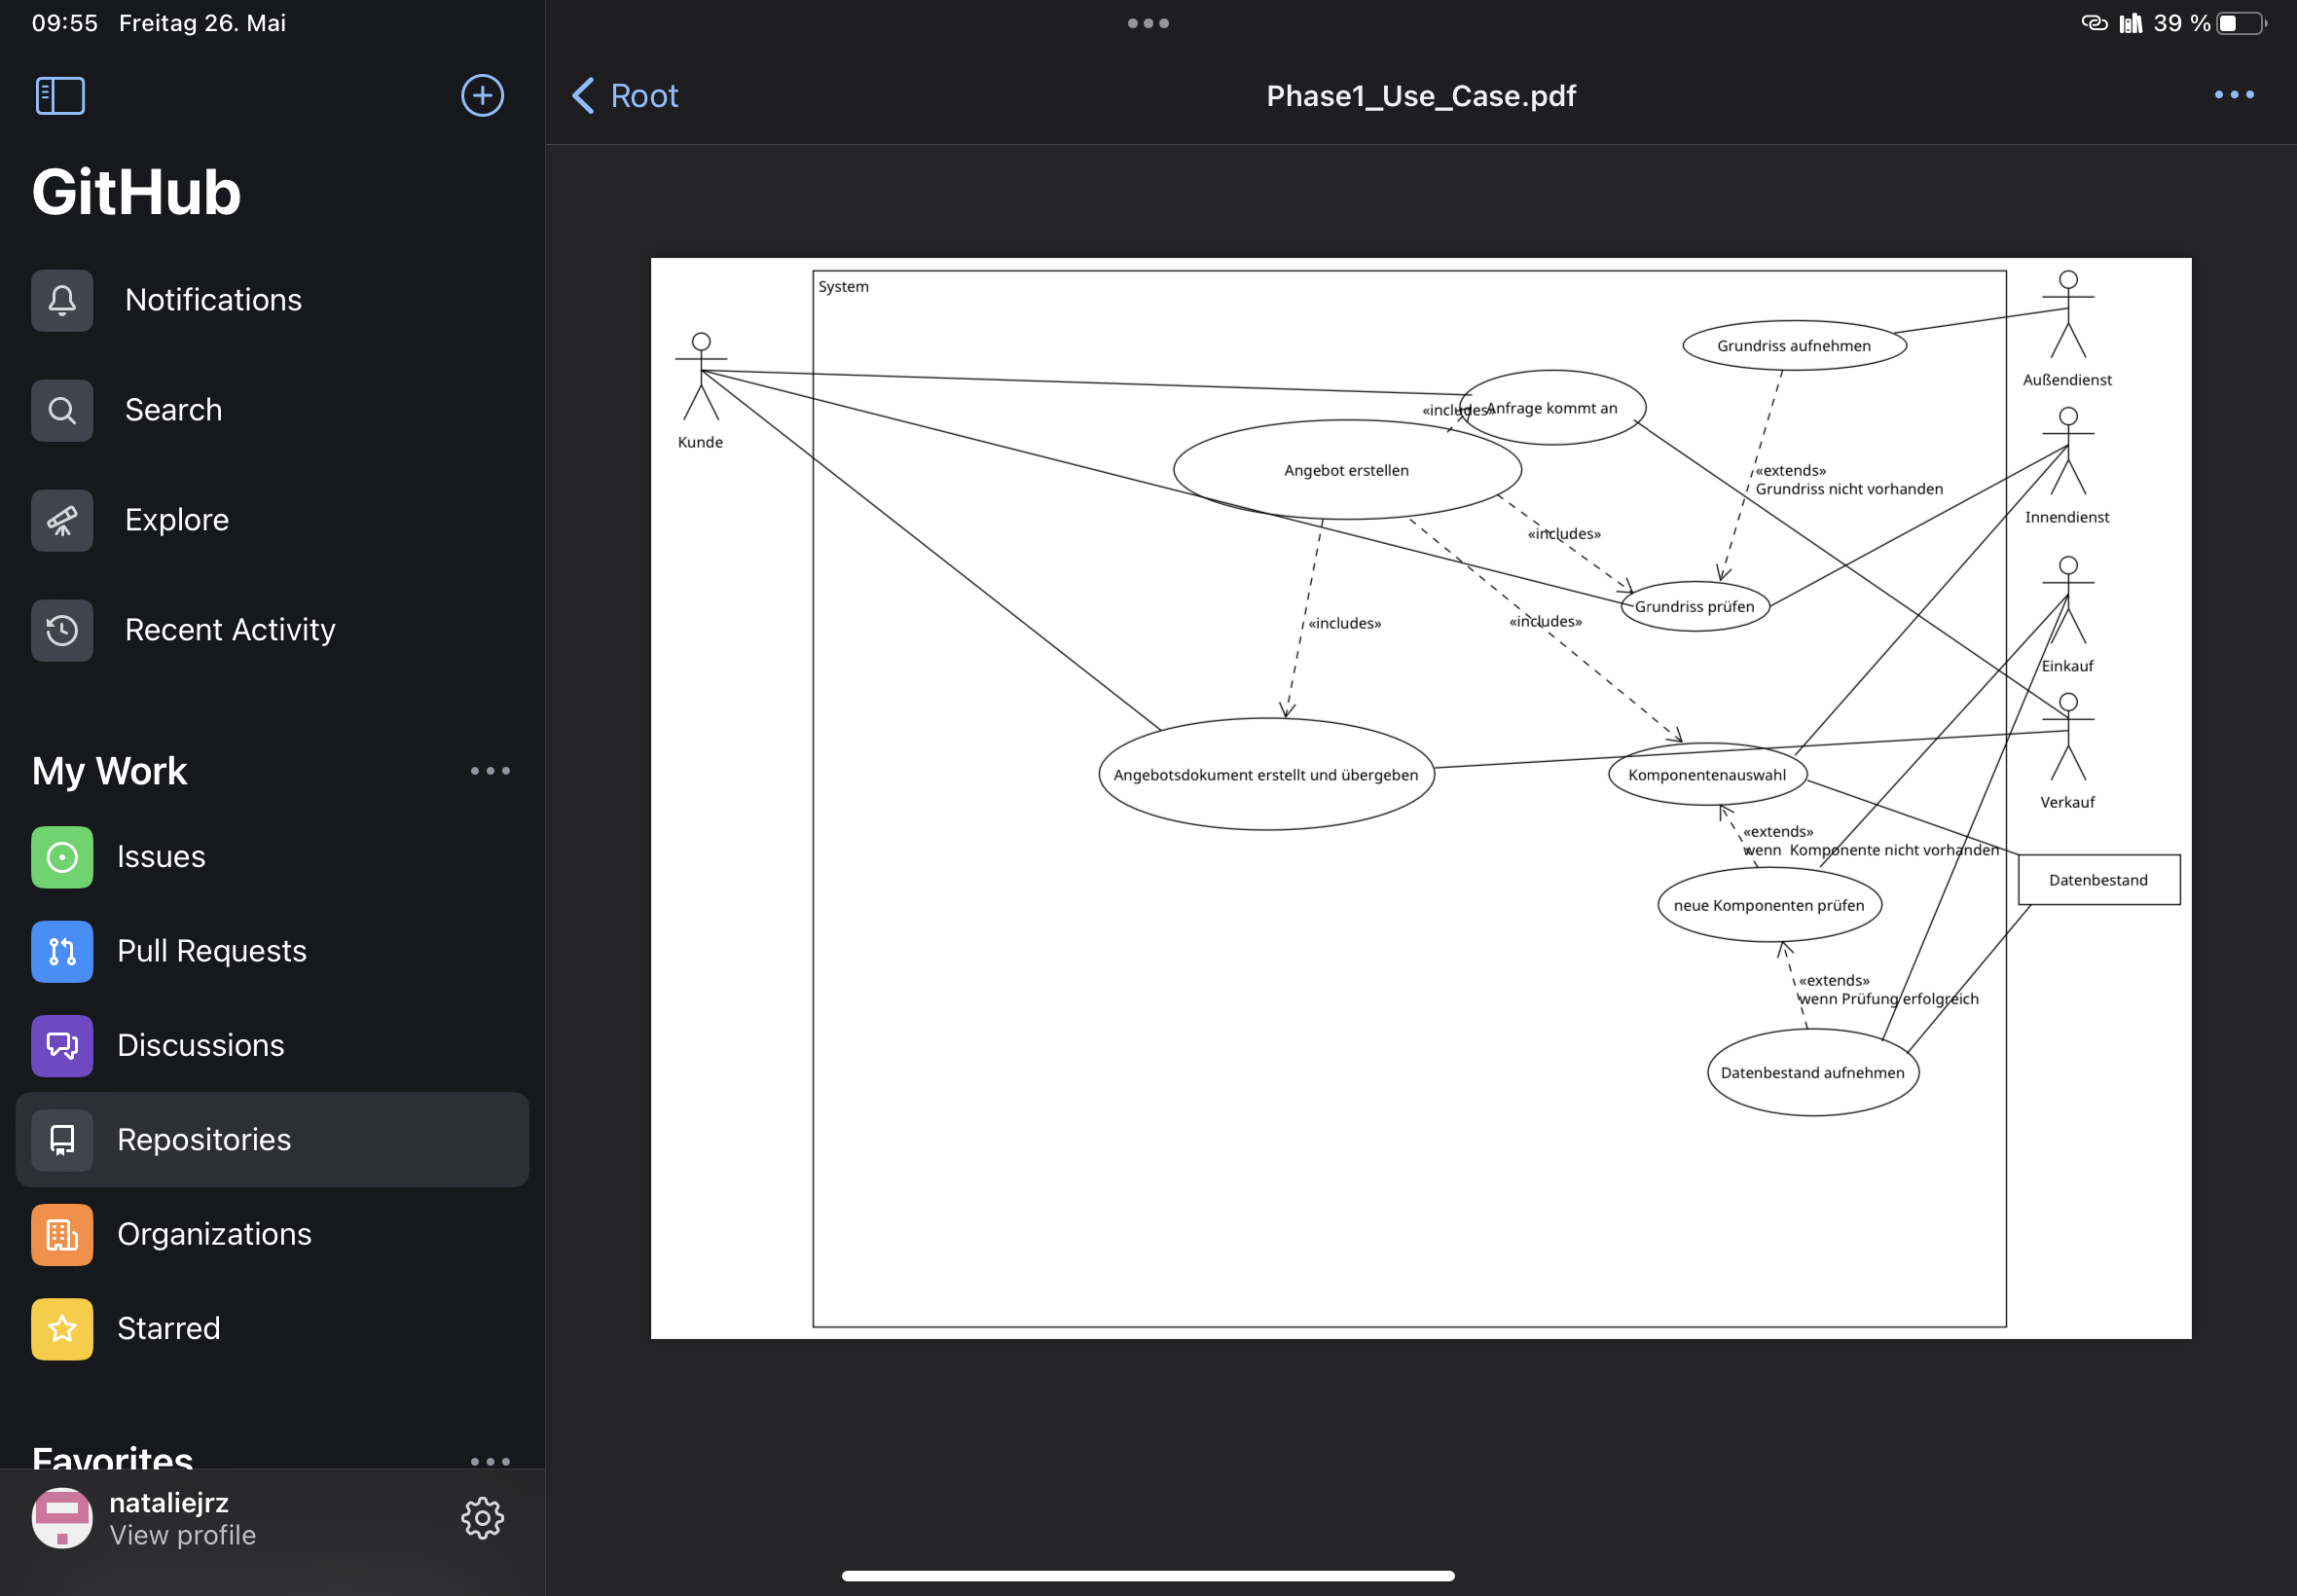 09:55 Freitag 26. Mai
39 %
Root
Phase1_Use_Case.pdf
GitHub
Notifications
Search
Explore
Recent Activity
My Work
Issues
Pull Requests
Discussions
Repositories
Organizations
Starred
Favorites
nataliejrz
View profile
System
Kunde
Grundriss aufnehmen
Außendienst
«includes»
Anfrage kommt an
Angebot erstellen
«extends»
Grundriss nicht vorhanden
Innendienst
«includes»
Grundriss prüfen
«includes»
«includes»
Einkauf
Angebotsdokument erstellt und übergeben
Komponentenauswahl
Verkauf
«extends»
wenn Komponente nicht vorhanden
Datenbestand
neue Komponenten prüfen
«extends»
wenn Prüfung erfolgreich
Datenbestand aufnehmen